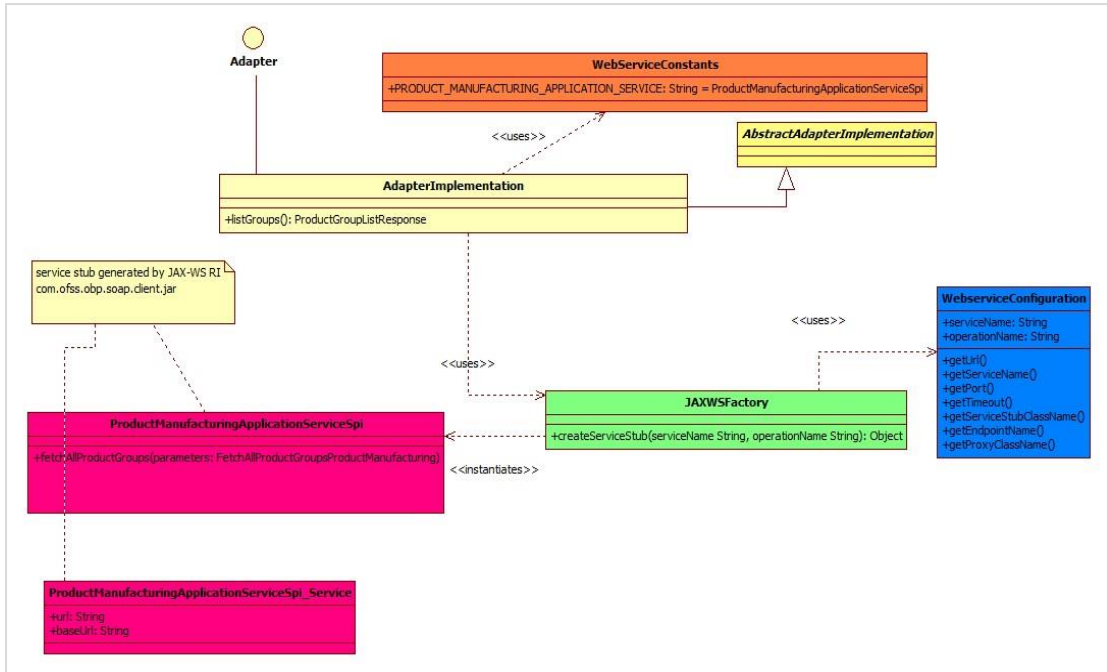 Adapter
WebServiceConstants
+PRODUCT_MANUFACTURING_APPLICATION_SERVICE: String = ProductManufacturingApplicationServiceSpi
<<uses>>
AbstractAdapterImplementation
AdapterImplementation
+listGroups(): ProductGroupListResponse
service stub generated by JAX-WS RI
com.ofss.obp.soap.client.jar
WebserviceConfiguration
+serviceName: String
+operationName: String
+getUrl()
+getServiceName()
+getPort()
+getTimeout()
+getServiceStubClassName()
+getEndpointName()
+getProxyClassName()
<<uses>>
<<uses>>
JAXWSFactory
+createServiceStub(serviceName String, operationName String): Object
ProductManufacturingApplicationServiceSpi
+fetchAllProductGroups(parameters: FetchAllProductGroupsProductManufacturing)
<<instantiates>>
ProductManufacturingApplicationServiceSpi_Service
+url: String
+baseUrl: String